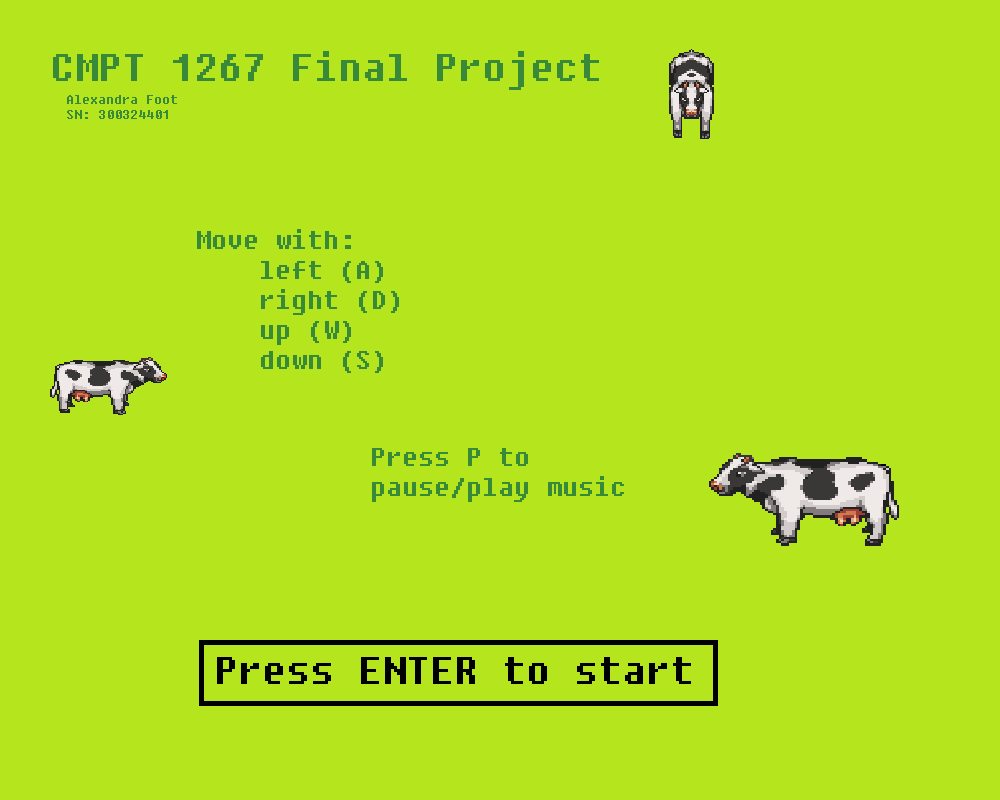 CMPT 1267 Final Project
Alexandra Foot
SN: 300324401
Move with:
left (A)
right (D)
up (W)
down (S)
Press P to
pause/play music
Press ENTER to start